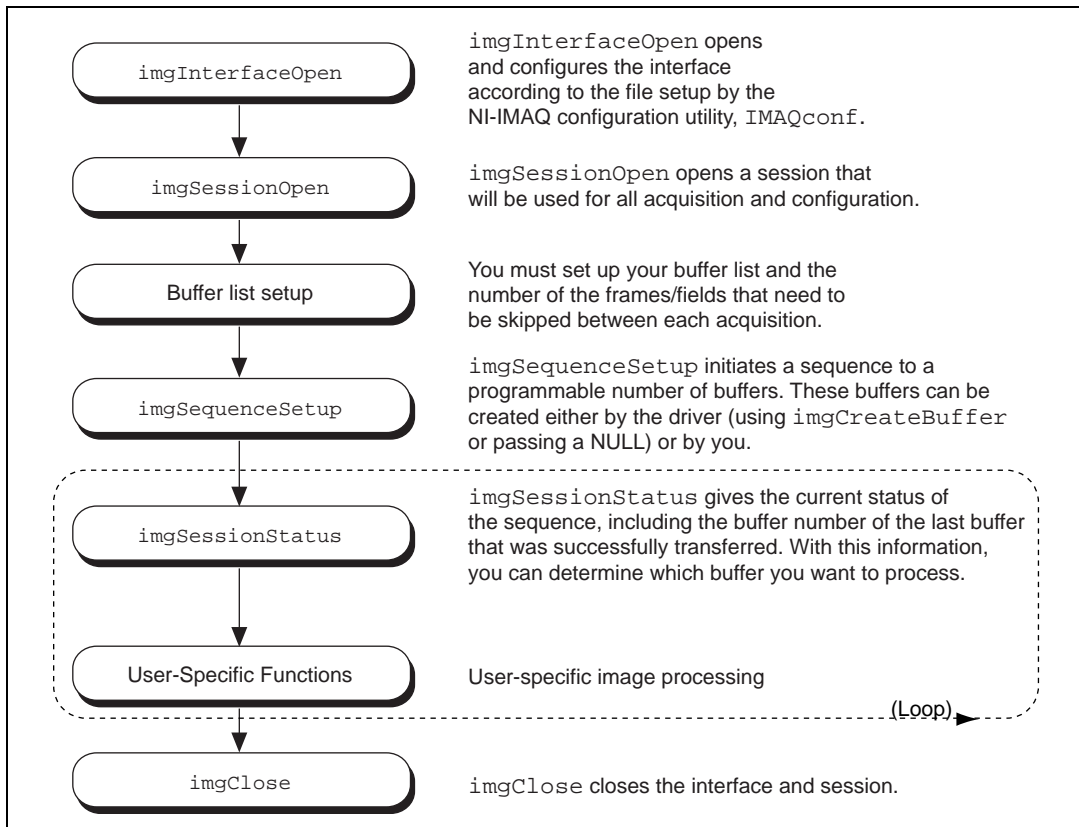 imgInterfaceOpen
imgInterfaceOpen opens
and configures the interface
according to the file setup by the
NI-IMAQ configuration utility, IMAQconf.
imgSessionOpen
imgSessionOpen opens a session that
will be used for all acquisition and configuration.
Buffer list setup
You must set up your buffer list and the
number of the frames/fields that need to
be skipped between each acquisition.
imgSequenceSetup
imgSequenceSetup initiates a sequence to a
programmable number of buffers. These buffers can be
created either by the driver (using imgCreateBuffer
or passing a NULL) or by you.
imgSessionStatus
imgSessionStatus gives the current status of
the sequence, including the buffer number of the last buffer
that was successfully transferred. With this information,
you can determine which buffer you want to process.
User-Specific Functions
User-specific image processing
(Loop)
imgClose
imgClose closes the interface and session.